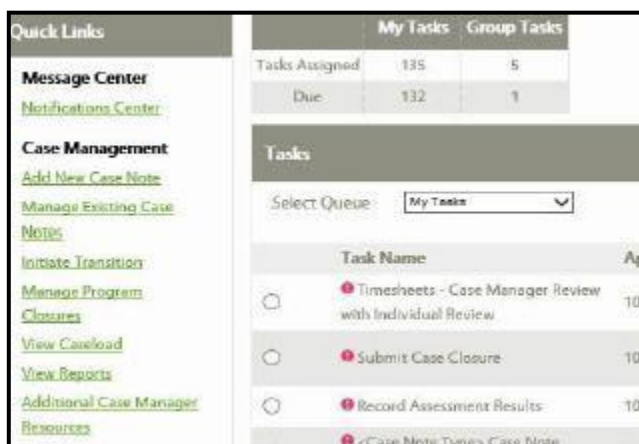 Quick Links
Message Center
Notifications Center
Case Management
Add New Case Note
Manage Existing Case
Notes
Initiate Transition
Manage Program
Closures
View Caseload
View Reports
Additional Case Manager
Resources
My Tasks Group Tasks
Tasks Assigned 135 5
Due 132 1
Tasks
Select Queue My Tasks
Task Name
Timesheets - Case Manager Review
with Individual Review
10
Submit Case Closure 10
Record Assessment Results 10
<Case Note Type> Case Note